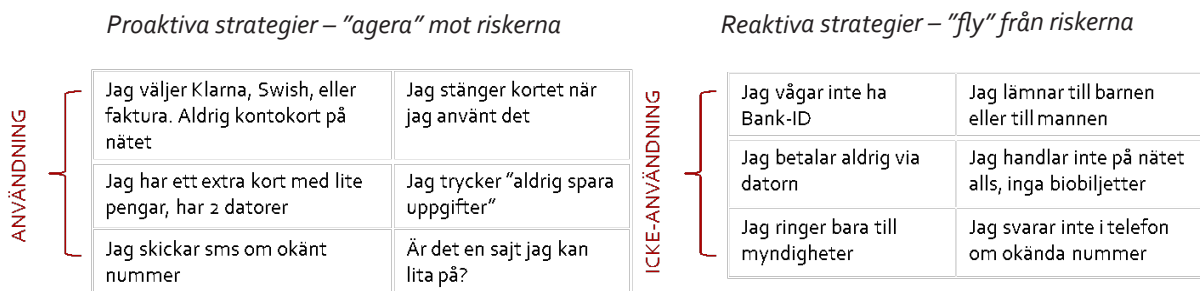 Proaktiva strategier – ”agera” mot riskerna
ANVÄNDNING
Jag väljer Klarna, Swish, eller
faktura. Aldrig kontokort på
nätet
Jag stänger kortet när
jag använt det
Jag har ett extra kort med lite
pengar, har 2 datorer
Jag trycker ”aldrig spara
uppgifter”
Jag skickar sms om okänt
nummer
Är det en sajt jag kan
lita på?
Reaktiva strategier – ”fly” från riskerna
ICKE-ANVÄNDNING
Jag vågar inte ha
Bank-ID
Jag lämnar till barnen
eller till mannen
Jag betalar aldrig via
datorn
Jag handlar inte på nätet
alls, inga biobiljetter
Jag ringer bara till
myndigheter
Jag svarar inte i telefon
om okända nummer